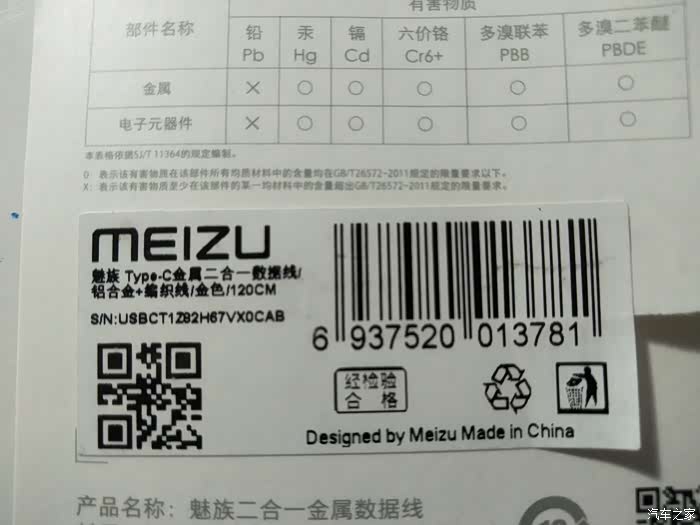 有害物质
部件名称 铅 汞 镉 六价铬 多溴联苯 多溴二苯醚
Pb Hg Cd Cr6+ PBB PBDE
金属 × ○ ○ ○ ○ ○
电子元器件 × ○ ○ ○ ○ ○
本表格依据SJ/T 11364的规定编制。
O 表示该有害物质在该部件所有均质材料中的含量均在GB/T26572-2011规定的限量要求以下。
X：表示该有害物质至少在该部件的某一均材料中的含量超出GB/T26572-2011规定的限量要求。
MEIZU
魅族 Type-C金属二合一数据线/
铝合金+编织线/金色/120CM
S/N:USBCT1Z82H67VX0CAB
6 937520 013781
经检验
合格
Designed by Meizu Made in China
产品名称：魅族二合一金属数据线
汽车之家